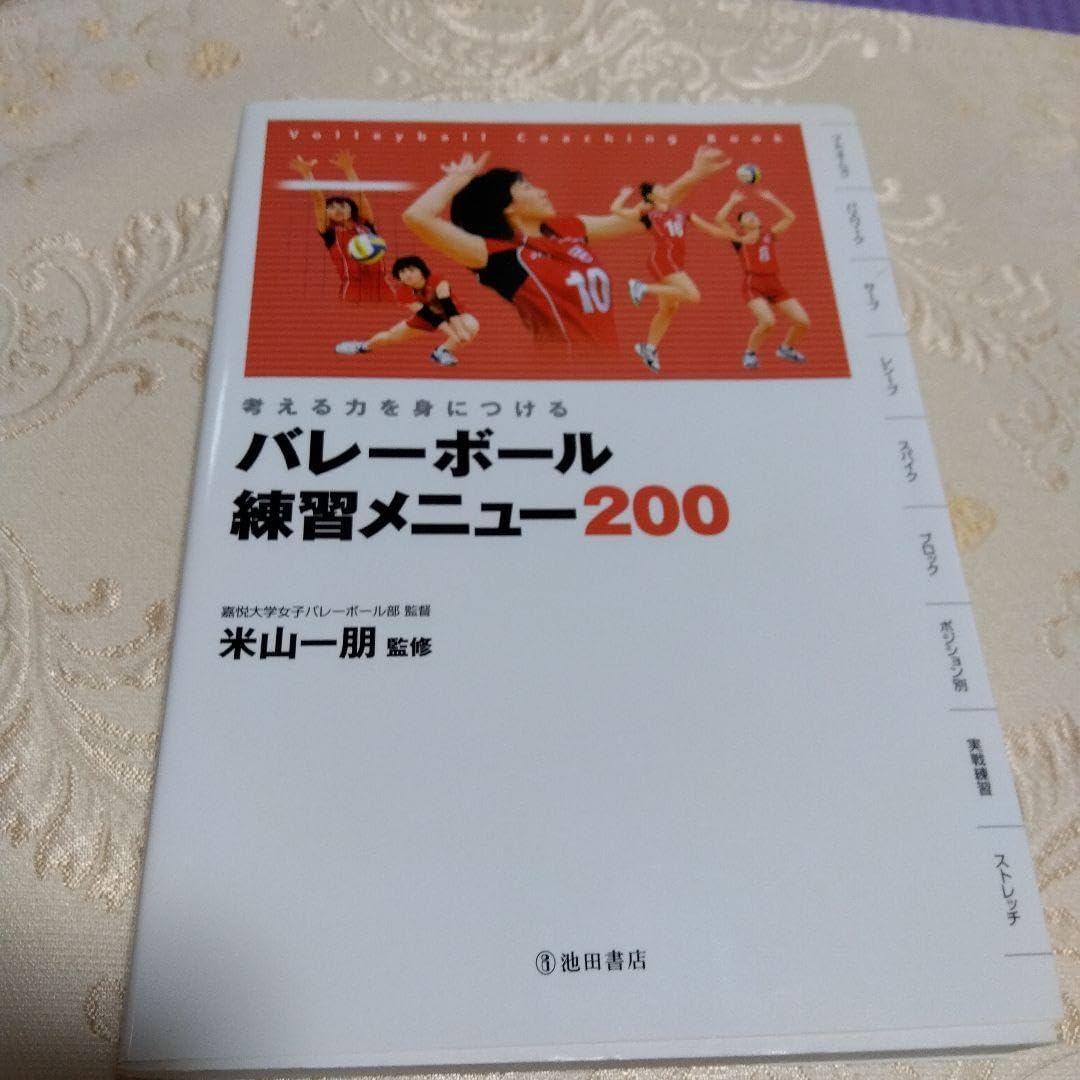 Volleyball Coaching Book
10
考える力を身につける
バレーボール
練習メニュー200
嘉悦大学女子バレーボール部 監督
米山一朋 監修
サーブ
レシーブ
スパイク
ブロック
ポジション別
実戦練習
ストレッチ
池田書店